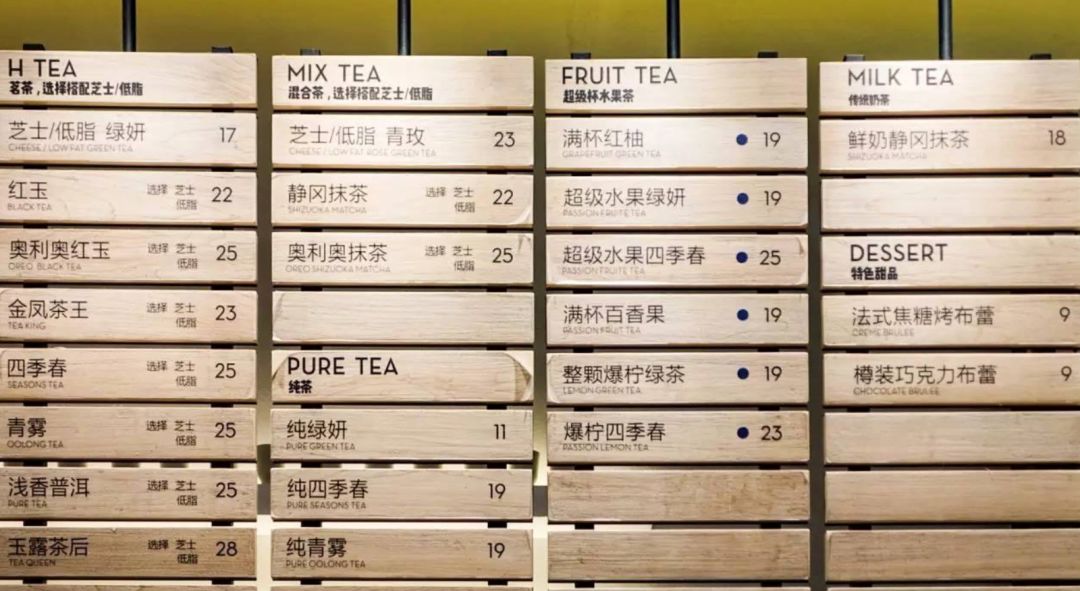 H TEA
茗茶，选择搭配芝士/低脂
芝士/低脂 绿妍 17
CHEESE / LOW FAT GREEN TEA
红玉 选择 芝士 22
BLACK TEA 低脂
奥利奥红玉 选择 芝士 25
OREO BLACK TEA 低脂
金凤茶王 选择 芝士 23
TEA KING 低脂
四季春 选择 芝士 25
SEASONS TEA 低脂
青雾 选择 芝士 25
OOLONG TEA 低脂
浅香普洱 选择 芝士 25
PURE TEA 低脂
玉露茶后 选择 芝士 28
TEA QUEEN 低脂
MIX TEA
混合茶，选择搭配芝士/低脂
芝士/低脂 青玫 23
CHEESE / LOW FAT ROSE GREEN TEA
静冈抹茶 选择 芝士 22
SHIZUOKA MATCHA 低脂
奥利奥抹茶 选择 芝士 25
OREO SHIZUOKA MATCHA 低脂
PURE TEA
纯茶
纯绿妍 11
PURE GREEN TEA
纯四季春 19
PURE SEASONS TEA
纯青雾 19
PURE OOLONG TEA
FRUIT TEA
超级杯水果茶
满杯红柚 19
GRAPEFRUIT GREEN TEA
超级水果绿妍 19
PASSION FRUITE TEA
超级水果四季春 25
PASSION FRUITE TEA
满杯百香果 19
PASSION FRUIT TEA
整颗爆柠绿茶 19
LEMON GREEN TEA
爆柠四季春 23
PASSION LEMON TEA
MILK TEA
传统奶茶
鲜奶静冈抹茶 18
SHIZUOKA MATCHA
DESSERT
特色甜品
法式焦糖烤布蕾 9
CREME BRULEE
樽装巧克力布蕾 9
CHOCOLATE BRULEE